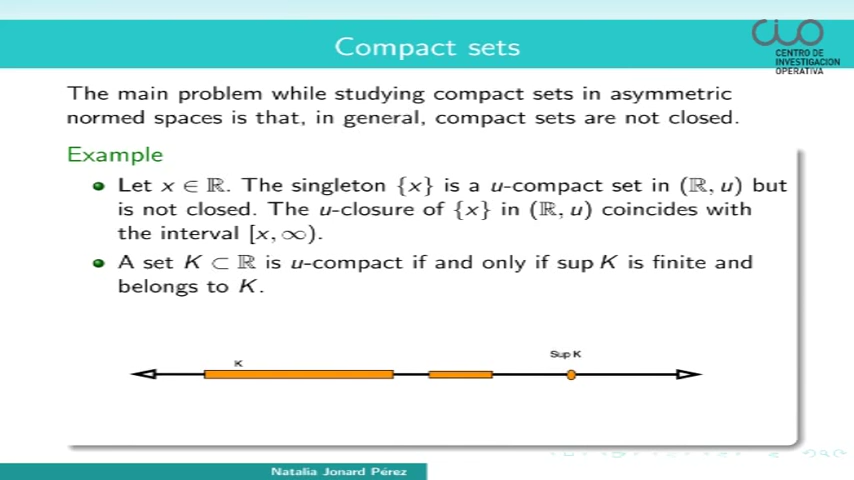 Compact sets
CIO
CENTRO DE
INVESTIGACION
OPERATIVA
The main problem while studying compact sets in asymmetric
normed spaces is that, in general, compact sets are not closed.
Example
Let x ∈ ℝ. The singleton {x} is a u-compact set in (ℝ, u) but
is not closed. The u-closure of {x} in (ℝ, u) coincides with
the interval [x, ∞).
A set K ⊂ ℝ is u-compact if and only if sup K is finite and
belongs to K.
K
Sup K
Natalia Jonard Pérez